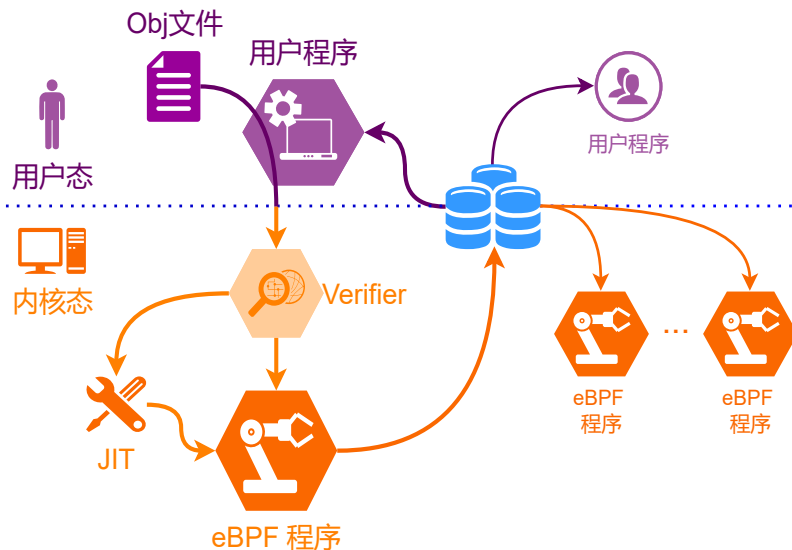 Obj文件
用户程序
用户程序
用户态
内核态
Verifier
...
JIT
eBPF
程序
eBPF
程序
eBPF 程序